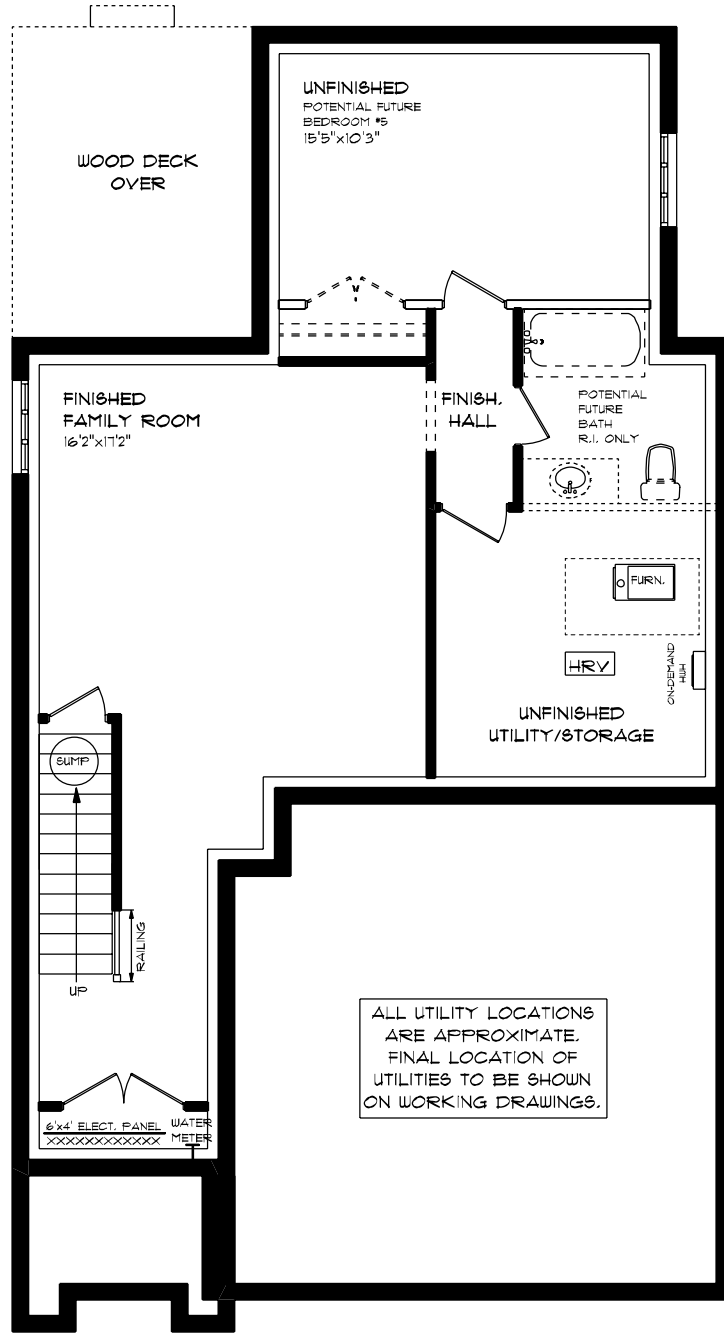 UNFINISHED
POTENTIAL FUTURE
BEDROOM #5
15'5"x10'3"
WOOD DECK
OVER
FINISHED
FAMILY ROOM
16'2"x17'2"
FINISH.
HALL
POTENTIAL
FUTURE
BATH
R.I. ONLY
FURN.
HRV
ON-DEMAND
HWH
UNFINISHED
UTILITY/STORAGE
SUMP
RAILING
UP
ALL UTILITY LOCATIONS
ARE APPROXIMATE.
FINAL LOCATION OF
UTILITIES TO BE SHOWN
ON WORKING DRAWINGS.
6'x4' ELECT. PANEL
XXXXXXXXXXXX
WATER
METER